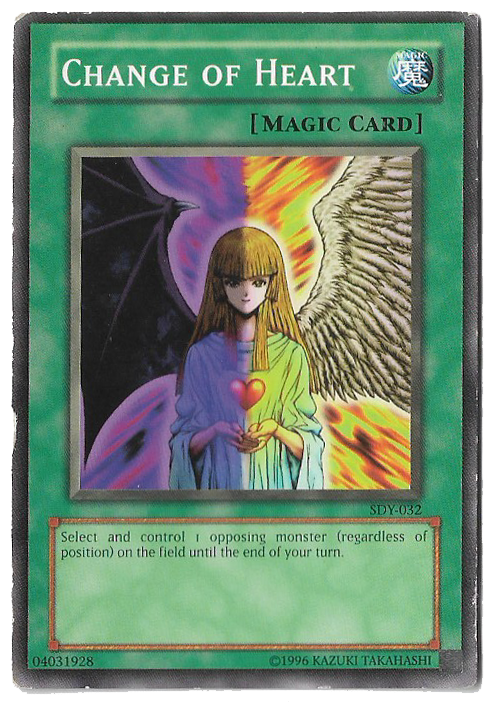 CHANGE OF HEART
MAGIC
魔
[MAGIC CARD]
SDY-032
Select and control 1 opposing monster (regardless of
position) on the field until the end of your turn.
04031928
©1996 KAZUKI TAKAHASHI